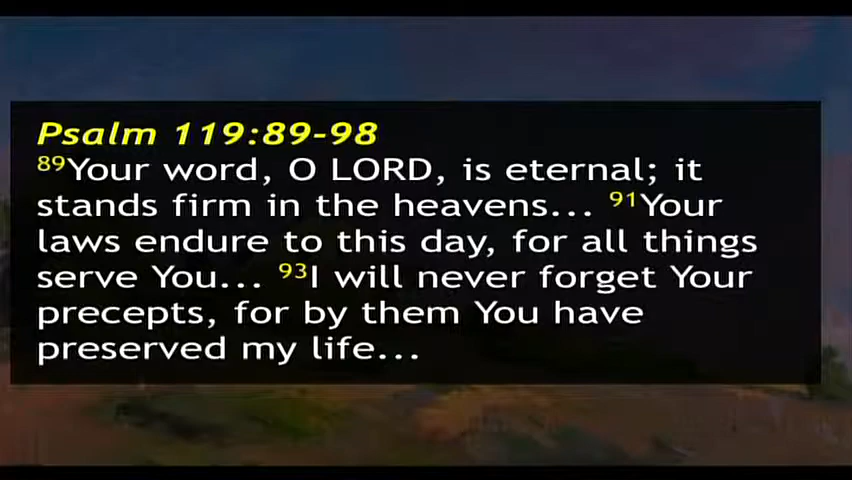 Psalm 119:89-98
89Your word, O LORD, is eternal; it
stands firm in the heavens... 91Your
laws endure to this day, for all things
serve You... 93I will never forget Your
precepts, for by them You have
preserved my life...